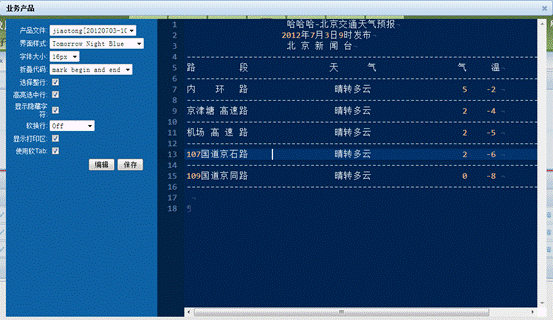 业务产品
产品文件: jiaotong[20120703-10
界面样式 Tomorrow Night Blue
字体大小: 16px
折叠代码: mark begin and end
选择整行:
高亮选中行:
显示隐藏字符:
软换行: Off
显示打印区:
使用软Tab:
编辑 保存
1 哈哈哈-北京交通天气预报
2 2012年7月3日9时发布
3 北 京 新 闻 台
4
5 路 段 天 气 气 温
6
7 内 环 路 晴转多云 5 -2
8
9 京津塘 高速路 晴转多云 2 -4
10
11 机场 高 速 路 晴转多云 2 -5
12
13 107国道京石路 晴转多云 2 -6
14
15 109国道京同路 晴转多云 0 -8
16
17
18